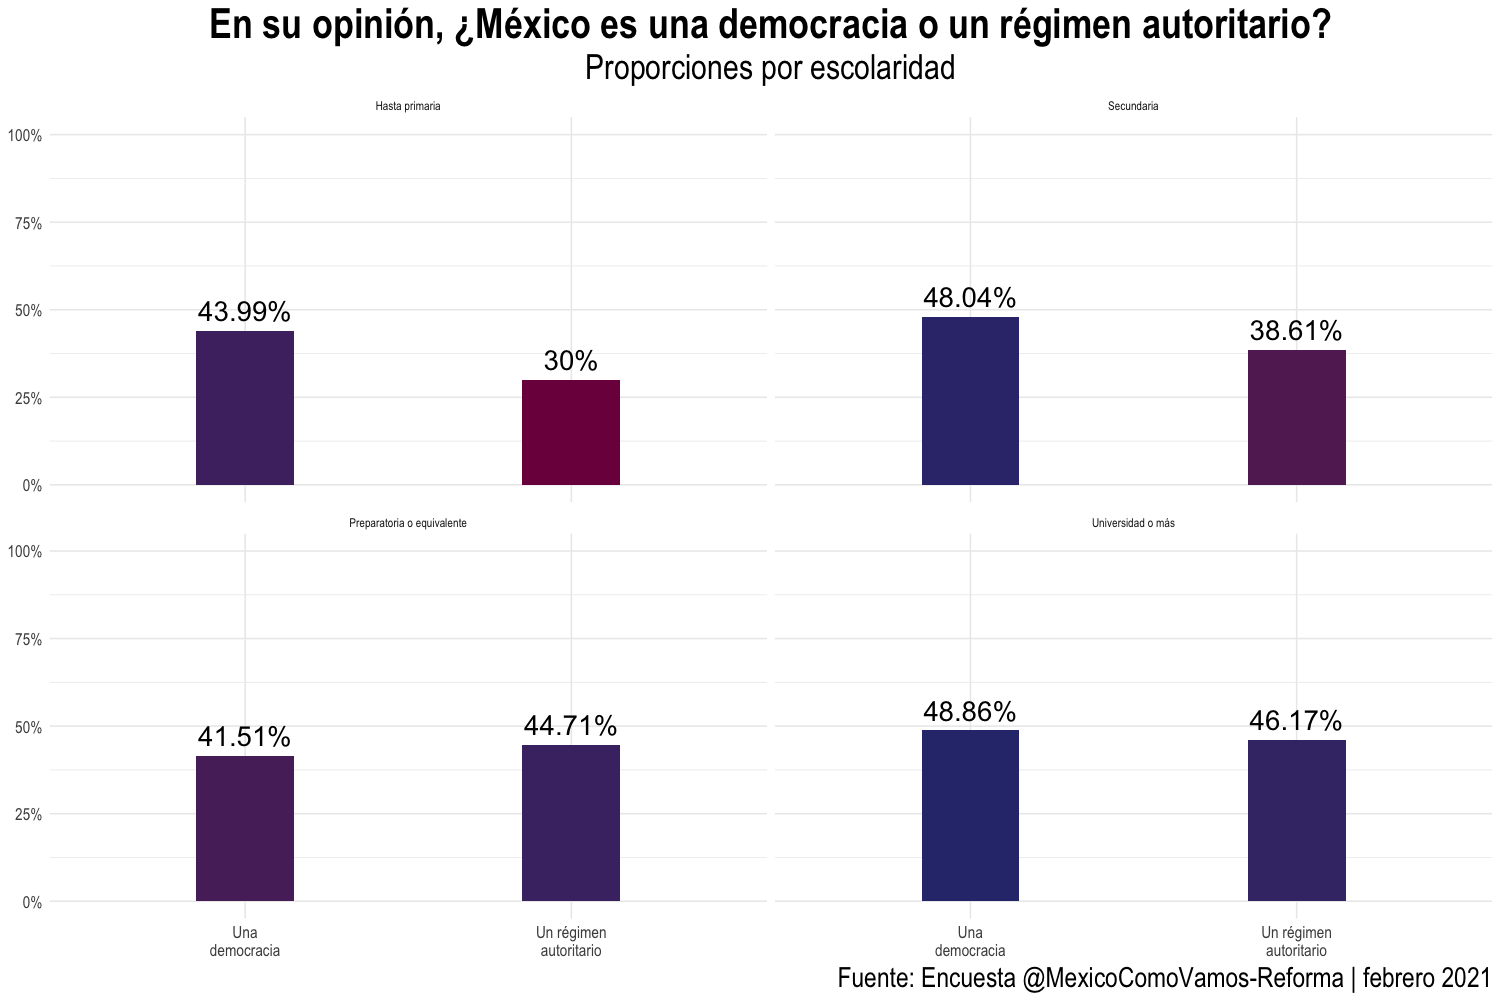 En su opinión, ¿México es una democracia o un régimen autoritario?
Proporciones por escolaridad
Hasta primaria
Secundaria
100%
75%
50%
25%
0%
43.99%
30%
48.04%
38.61%
Preparatoria o equivalente
Universidad o más
100%
75%
50%
25%
0%
41.51%
44.71%
48.86%
46.17%
Una
democracia
Un régimen
autoritario
Una
democracia
Un régimen
autoritario
Fuente: Encuesta @MexicoComoVamos-Reforma | febrero 2021